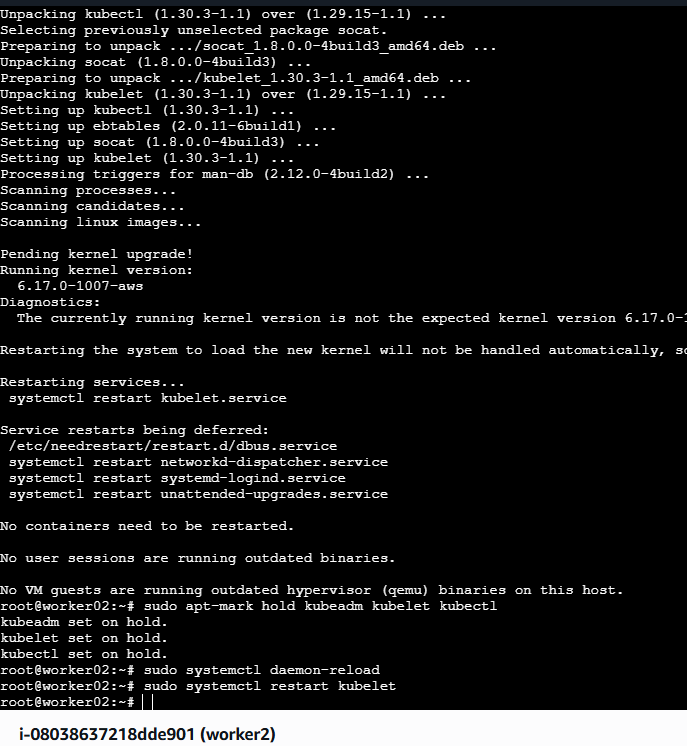 Unpacking kubectl (1.30.3-1.1) over (1.29.15-1.1) ...
Selecting previously unselected package socat.
Preparing to unpack .../socat_1.8.0.0-4build3_amd64.deb ...
Unpacking socat (1.8.0.0-4build3) ...
Preparing to unpack .../kubelet_1.30.3-1.1_amd64.deb ...
Unpacking kubelet (1.30.3-1.1) over (1.29.15-1.1) ...
Setting up kubectl (1.30.3-1.1) ...
Setting up ebtables (2.0.11-6build1) ...
Setting up socat (1.8.0.0-4build3) ...
Setting up kubelet (1.30.3-1.1) ...
Processing triggers for man-db (2.12.0-4build2) ...
Scanning processes...
Scanning candidates...
Scanning linux images...
Pending kernel upgrade!
Running kernel version:
6.17.0-1007-aws
Diagnostics:
The currently running kernel version is not the expected kernel version 6.17.0-
Restarting the system to load the new kernel will not be handled automatically,
Restarting services...
systemctl restart kubelet.service
Service restarts being deferred:
/etc/needrestart/restart.d/dbus.service
systemctl restart networkd-dispatcher.service
systemctl restart systemd-logind.service
systemctl restart unattended-upgrades.service
No containers need to be restarted.
No user sessions are running outdated binaries.
No VM guests are running outdated hypervisor (qemu) binaries on this host.
root@worker02:~# sudo apt-mark hold kubeadm kubelet kubectl
kubeadm set on hold.
kubelet set on hold.
kubectl set on hold.
root@worker02:~# sudo systemctl daemon-reload
root@worker02:~# sudo systemctl restart kubelet
root@worker02:~#
i-08038637218dde901 (worker2)